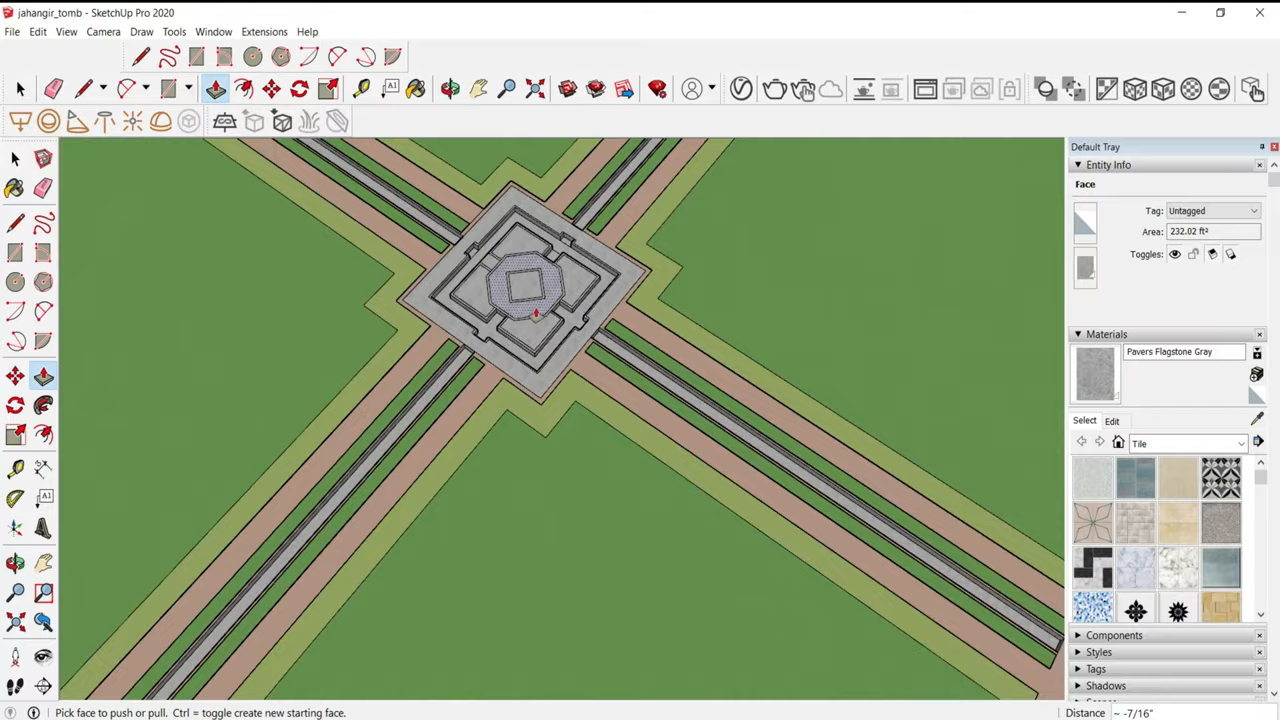 jahangir_tomb - SketchUp Pro 2020
File Edit View Camera Draw Tools Window Extensions Help
A1
Default Tray
Entity Info
Face
Tag: Untagged
Area: 232.02 ft²
Toggles:
Materials
Pavers Flagstone Gray
Select Edit
Tile
A1
Components
Styles
Tags
Shadows
Pick face to push or pull. Ctrl = toggle create new starting face.
Distance ~ -7/16"